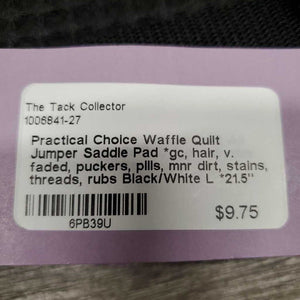 The Tack Collector
1006841-27
Practical Choice Waffle Quilt
Jumper Saddle Pad *gc, hair, v.
faded, puckers, pills, mnr dirt, stains,
threads, rubs Black/White L *21.5"
6PB39U
$9.75